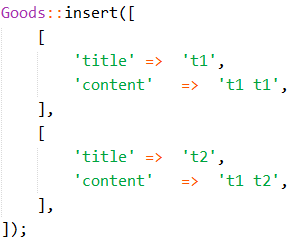 Goods::insert([
    [
        'title' =>  't1',
        'content'   =>  't1 t1',
    ],
    [
        'title' =>  't2',
        'content'   =>  't1 t2',
    ],
]);